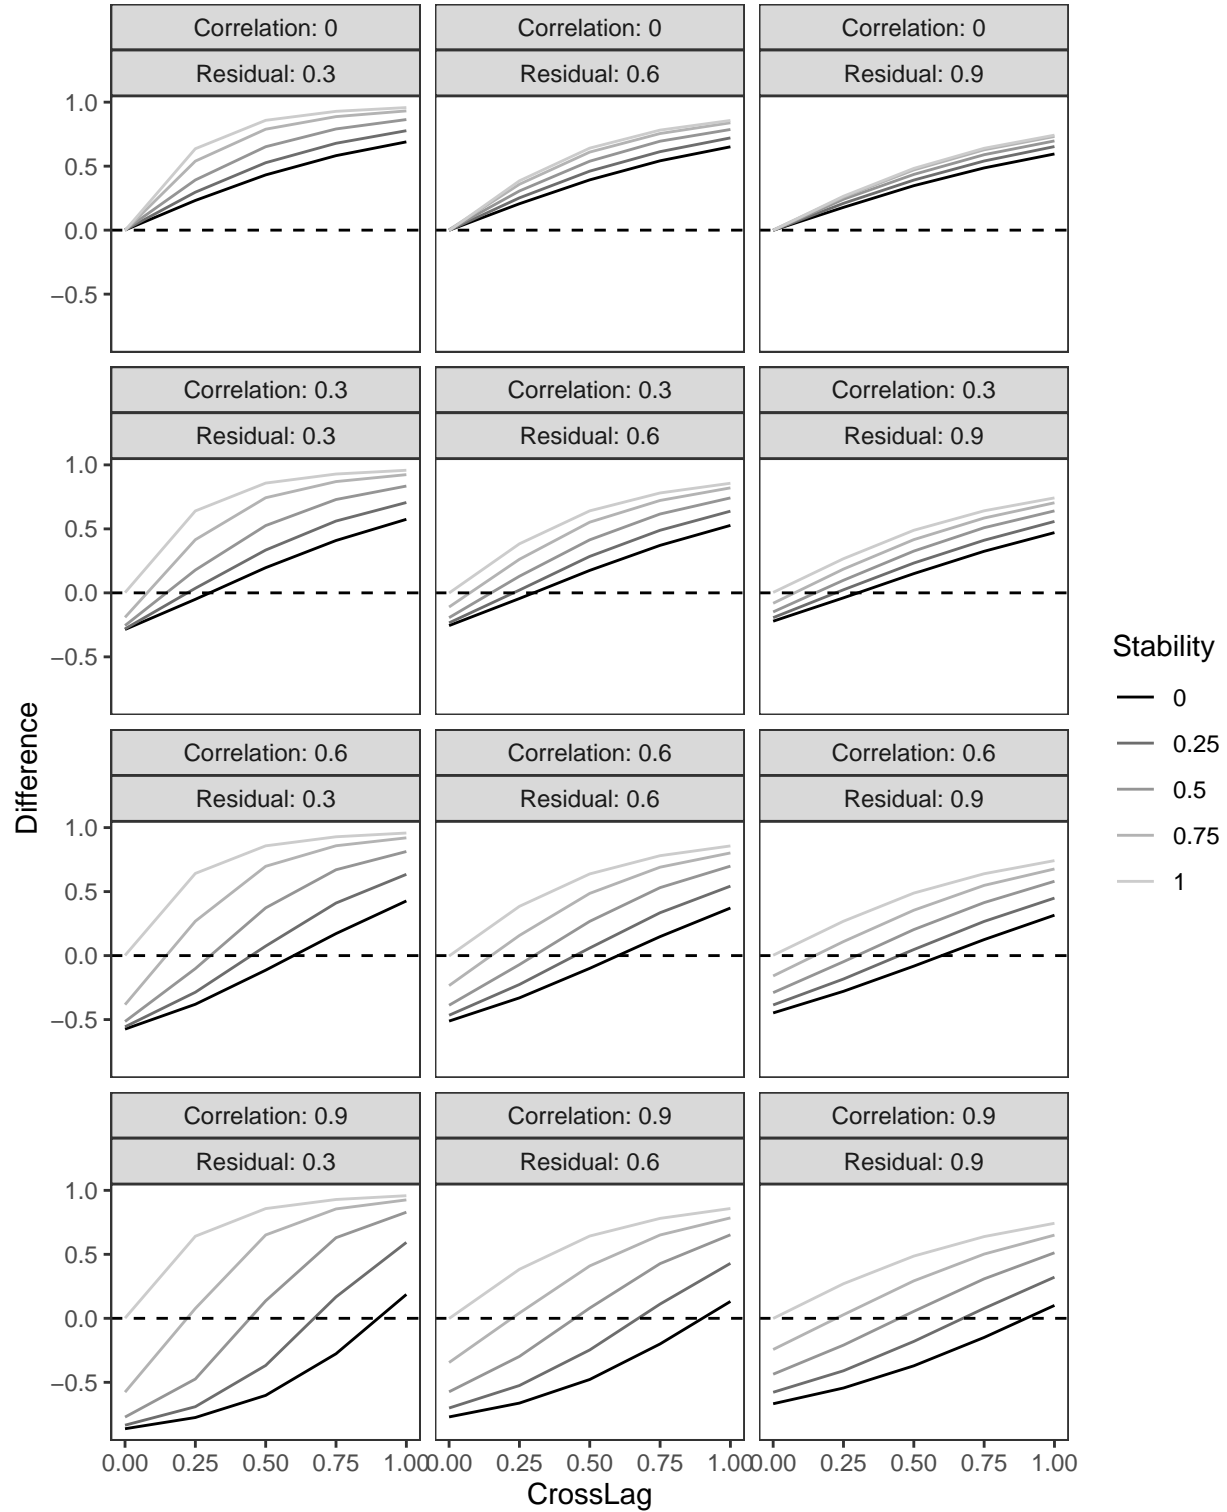 Correlation: 0
Correlation: 0
Correlation: 0
Residual: 0.3
Residual: 0.6
Residual: 0.9
1.0
0.5
0.0
−0.5
Correlation: 0.3
Correlation: 0.3
Correlation: 0.3
Residual: 0.3
Residual: 0.6
Residual: 0.9
1.0
0.5
0.0
−0.5
Correlation: 0.6
Correlation: 0.6
Correlation: 0.6
Residual: 0.3
Residual: 0.6
Residual: 0.9
1.0
0.5
0.0
−0.5
Correlation: 0.9
Correlation: 0.9
Correlation: 0.9
Residual: 0.3
Residual: 0.6
Residual: 0.9
1.0
0.5
0.0
−0.5
0.00 0.25 0.50 0.75 1.00
0.00 0.25 0.50 0.75 1.00
0.00 0.25 0.50 0.75 1.00
CrossLag
Difference
Stability
0
0.25
0.5
0.75
1